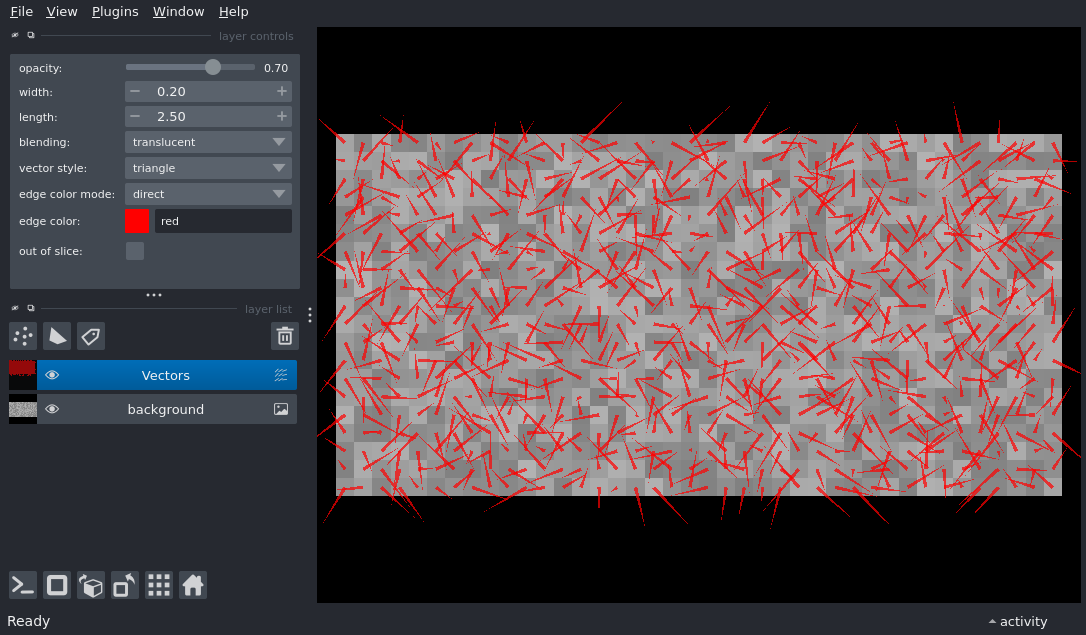 File View Plugins Window Help
layer controls
opacity: 0.70
width: − 0.20 +
length: − 2.50 +
blending: translucent
vector style: triangle
edge color mode: direct
edge color: red
out of slice:
layer list
Vectors
background
Ready
activity